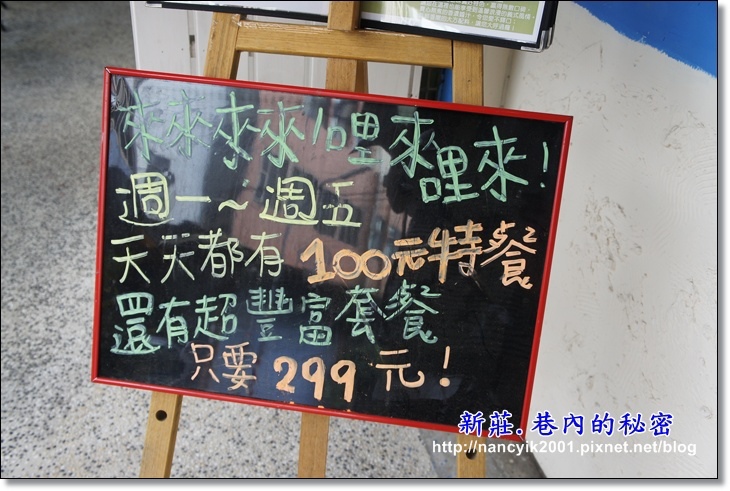 來來來來!哩來哩來!
週一~週五
天天都有100元特餐
還有超豐富套餐
只要299元!
新莊.巷內的秘密
http://nancyik2001.pixnet.net/blog